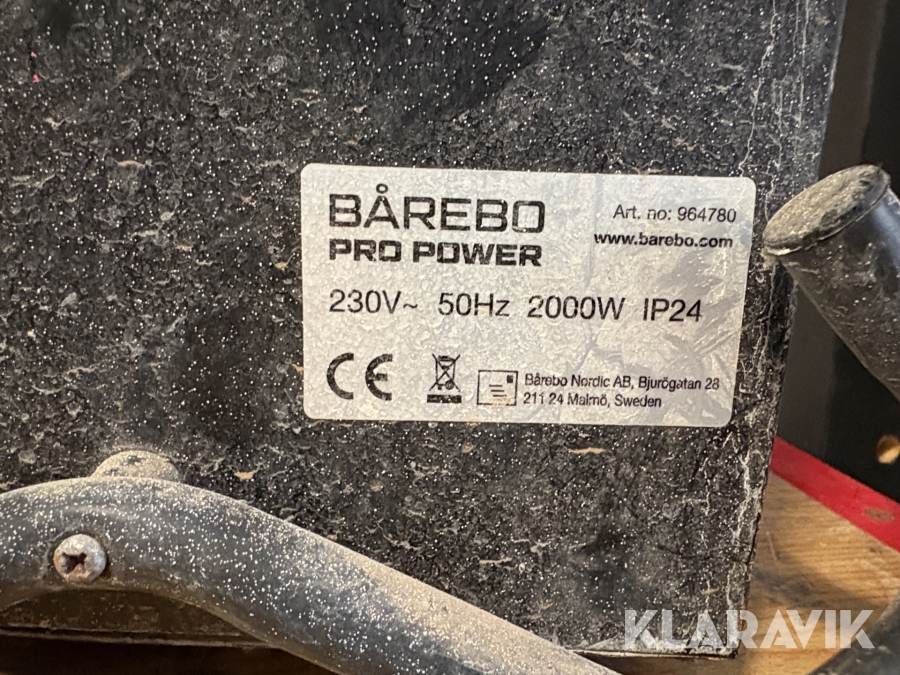 BÅREBO
PRO POWER
Art. no: 964780
www.barebo.com
230V~ 50Hz 2000W IP24
CE
Bårebo Nordic AB, Bjurögatan 28
211 24 Malmö, Sweden
KLARAVIK